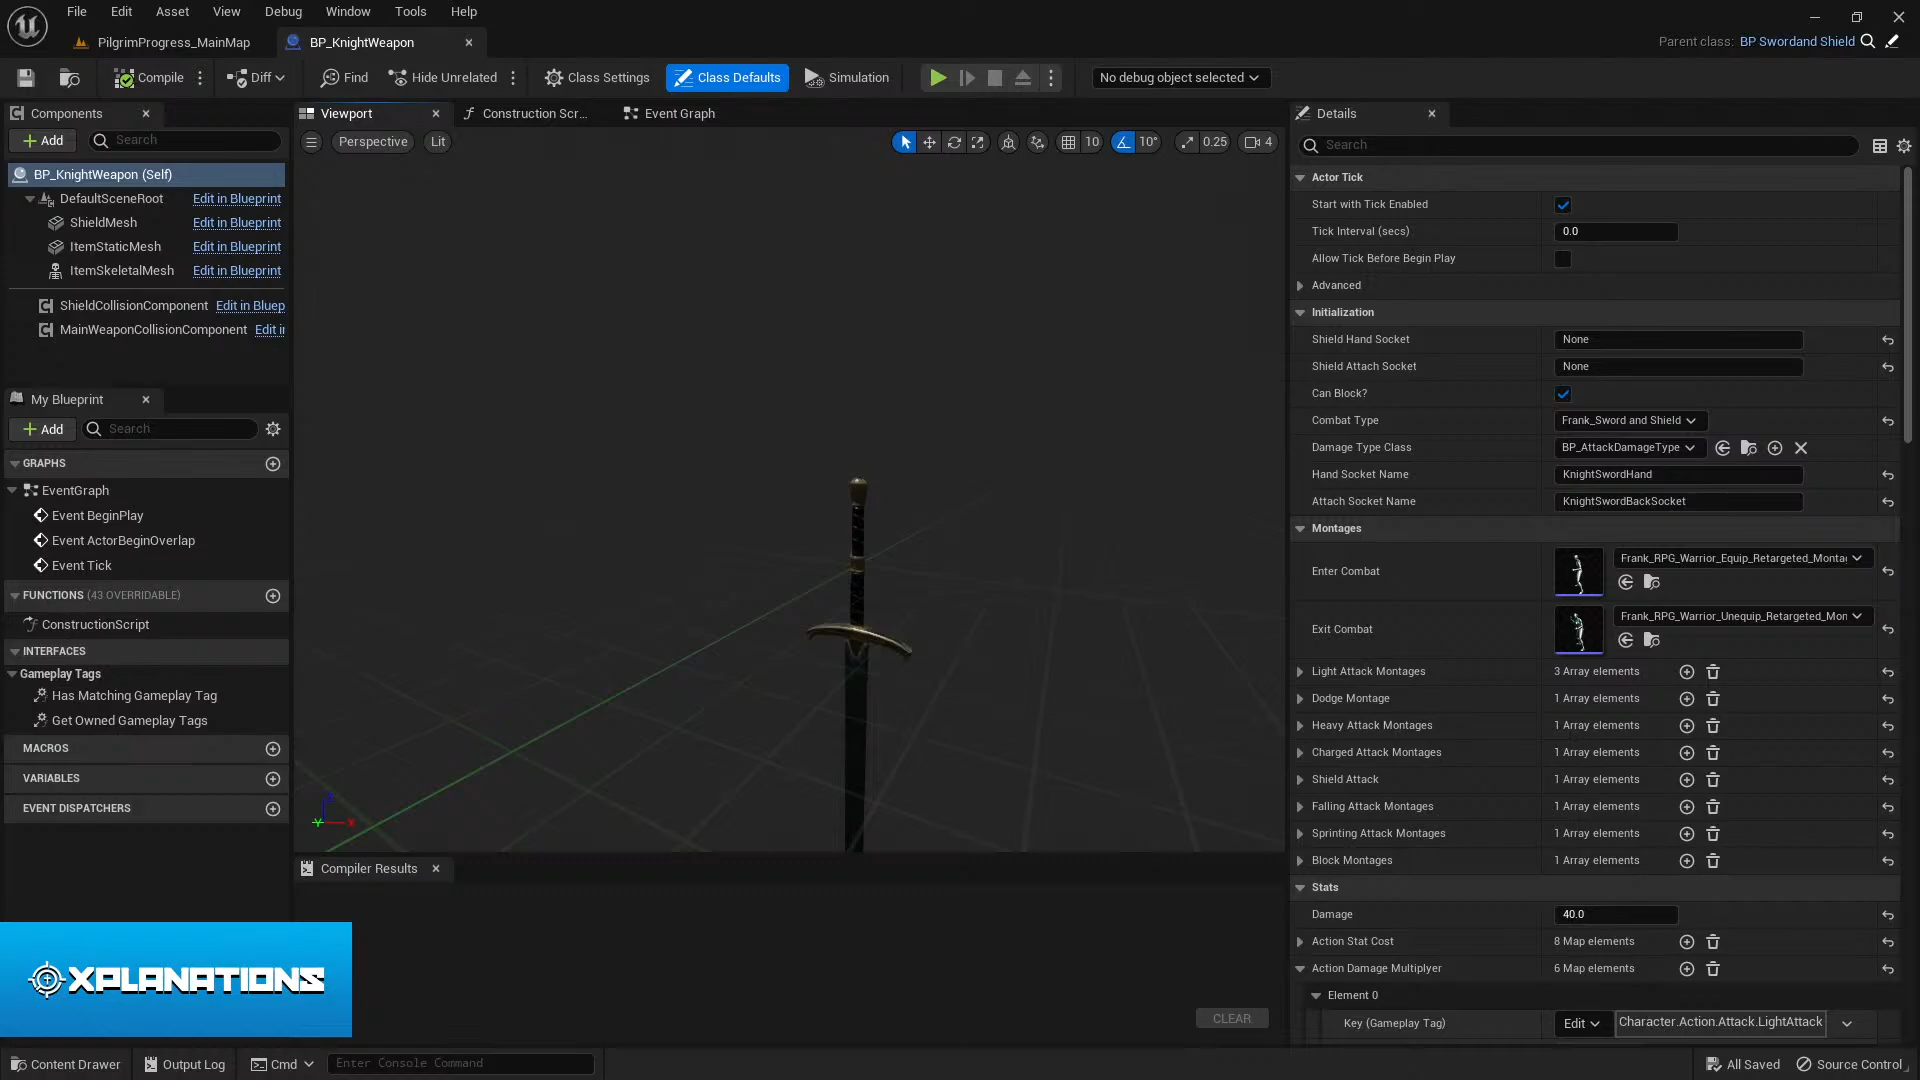 File Edit Asset View Debug Window Tools Help
PilgrimProgress_MainMap
BP_KnightWeapon
Parent class: BP Swordand Shield
Compile
Diff
Find
Hide Unrelated
Class Settings
Class Defaults
Simulation
No debug object selected
Components
Add
Search
BP_KnightWeapon (Self)
DefaultSceneRoot Edit in Blueprint
ShieldMesh Edit in Blueprint
ItemStaticMesh Edit in Blueprint
ItemSkeletalMesh Edit in Blueprint
ShieldCollisionComponent Edit in Bluep
MainWeaponCollisionComponent Edit i
My Blueprint
Add
Search
GRAPHS
EventGraph
Event BeginPlay
Event ActorBeginOverlap
Event Tick
FUNCTIONS (43 OVERRIDABLE)
ConstructionScript
INTERFACES
Gameplay Tags
Has Matching Gameplay Tag
Get Owned Gameplay Tags
MACROS
VARIABLES
EVENT DISPATCHERS
Viewport
Construction Scr...
Event Graph
Perspective
Lit
10
10°
0.25
4
Y
X
Compiler Results
CLEAR
Details
Search
Actor Tick
Start with Tick Enabled
Tick Interval (secs) 0.0
Allow Tick Before Begin Play
Advanced
Initialization
Shield Hand Socket None
Shield Attach Socket None
Can Block?
Combat Type Frank_Sword and Shield
Damage Type Class BP_AttackDamageType
Hand Socket Name KnightSwordHand
Attach Socket Name KnightSwordBackSocket
Montages
Enter Combat Frank_RPG_Warrior_Equip_Retargeted_Monta
Exit Combat Frank_RPG_Warrior_Unequip_Retargeted_Mon
Light Attack Montages 3 Array elements
Dodge Montage 1 Array elements
Heavy Attack Montages 1 Array elements
Charged Attack Montages 1 Array elements
Shield Attack 1 Array elements
Falling Attack Montages 1 Array elements
Sprinting Attack Montages 1 Array elements
Block Montages 1 Array elements
Stats
Damage 40.0
Action Stat Cost 8 Map elements
Action Damage Multiplyer 6 Map elements
Element 0
Key (Gameplay Tag) Edit Character.Action.Attack.LightAttack
XPLANATIONS
Content Drawer
Output Log
Cmd
Enter Console Command
All Saved
Source Control